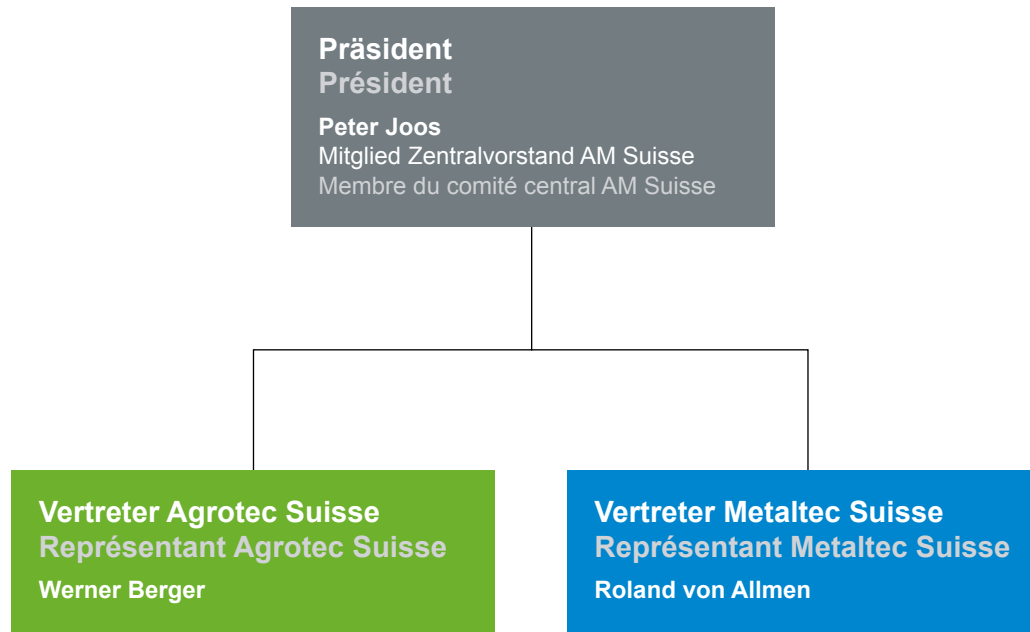 Präsident
Président
Peter Joos
Mitglied Zentralvorstand AM Suisse
Membre du comité central AM Suisse
Vertreter Agrotec Suisse
Représentant Agrotec Suisse
Werner Berger
Vertreter Metaltec Suisse
Représentant Metaltec Suisse
Roland von Allmen